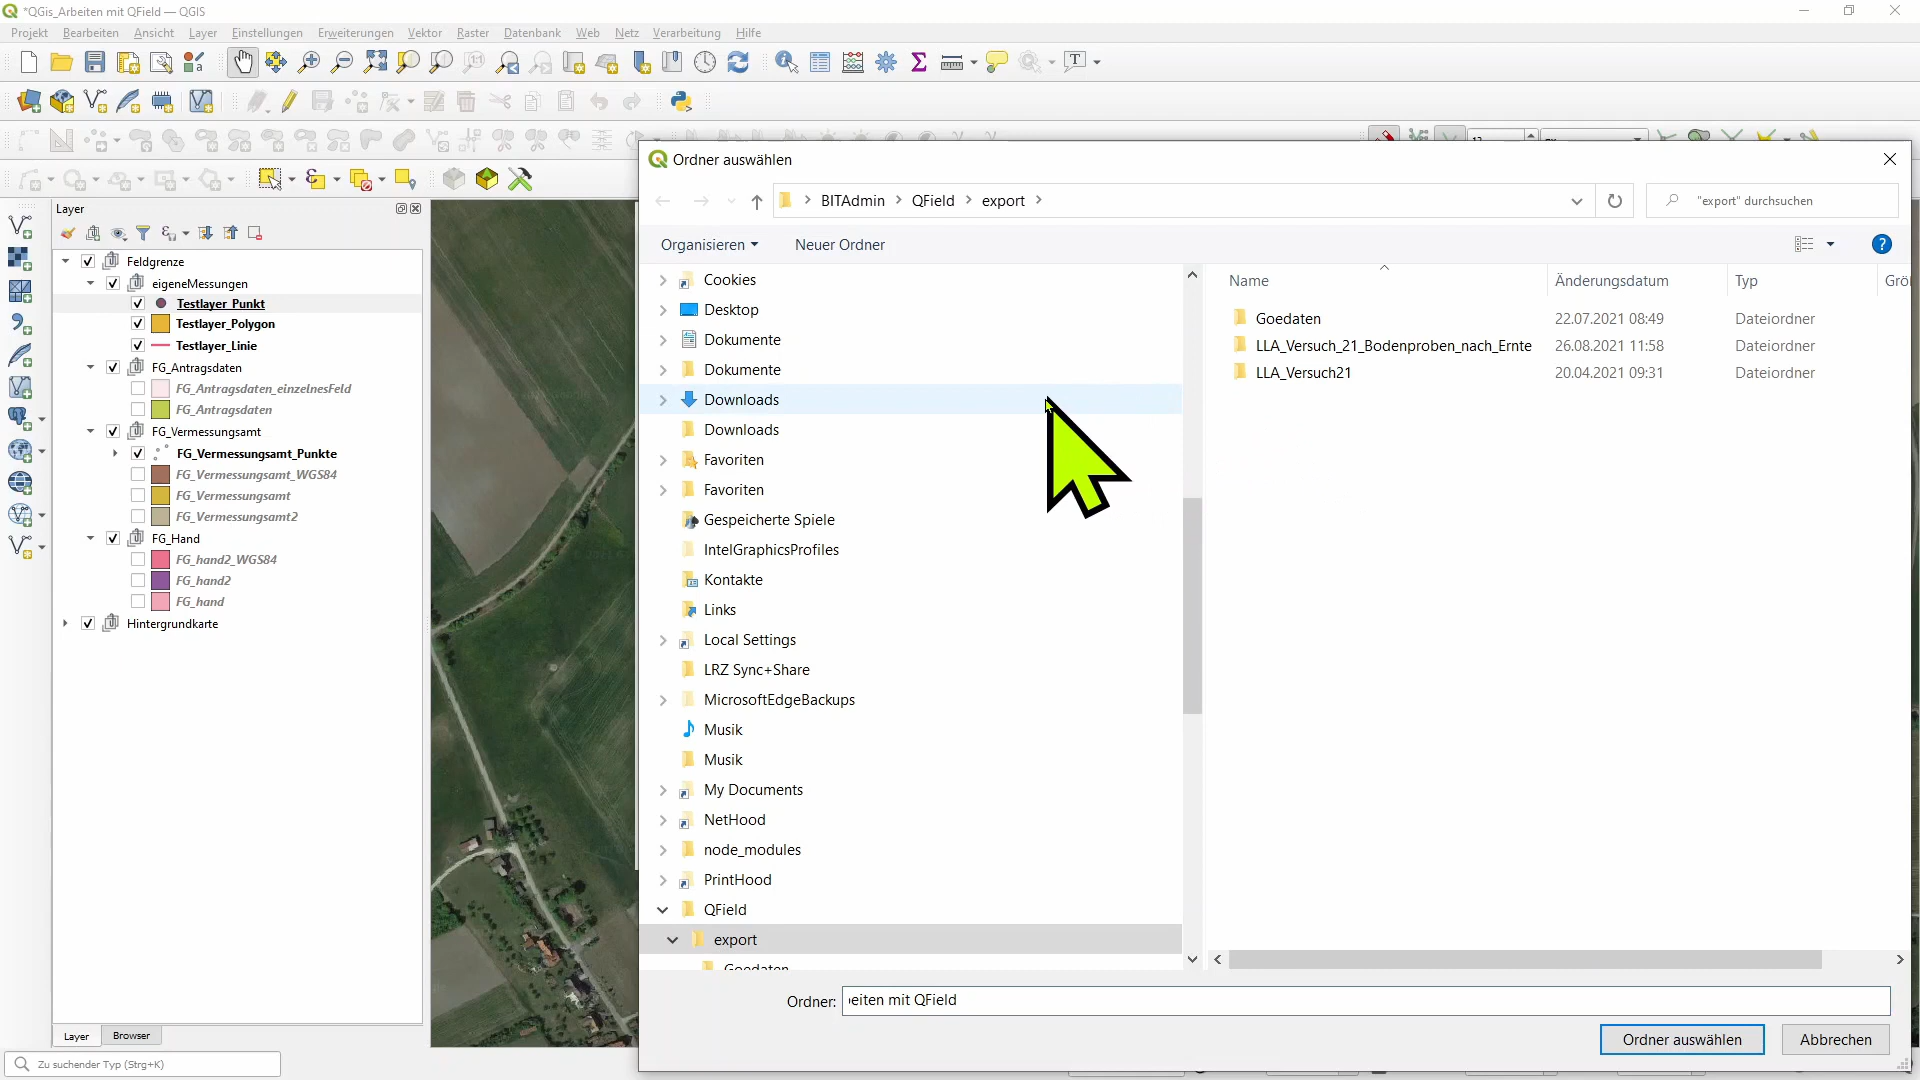 *QGis_Arbeiten mit QField — QGIS
Projekt Bearbeiten Ansicht Layer Einstellungen Erweiterungen Vektor Raster Datenbank Web Netz Verarbeitung Hilfe
Layer
Feldgrenze
eigeneMessungen
Testlayer_Punkt
Testlayer_Polygon
Testlayer_Linie
FG_Antragsdaten
FG_Antragsdaten_einzelnesFeld
FG_Antragsdaten
FG_Vermessungsamt
FG_Vermessungsamt_Punkte
FG_Vermessungsamt_WGS84
FG_Vermessungsamt
FG_Vermessungsamt2
FG_Hand
FG_hand2_WGS84
FG_hand2
FG_hand
Hintergrundkarte
Layer Browser
Zu suchender Typ (Strg+K)
Ordner auswählen
BITAdmin > QField > export >
"export" durchsuchen
Organisieren Neuer Ordner
Cookies
Desktop
Dokumente
Dokumente
Downloads
Downloads
Favoriten
Favoriten
Gespeicherte Spiele
IntelGraphicsProfiles
Kontakte
Links
Local Settings
LRZ Sync+Share
MicrosoftEdgeBackups
Musik
Musik
My Documents
NetHood
node_modules
PrintHood
QField
export
Goedaten
Name Änderungsdatum Typ Grö
Goedaten 22.07.2021 08:49 Dateiordner
LLA_Versuch_21_Bodenproben_nach_Ernte 26.08.2021 11:58 Dateiordner
LLA_Versuch21 20.04.2021 09:31 Dateiordner
Ordner: eiten mit QField
Ordner auswählen Abbrechen